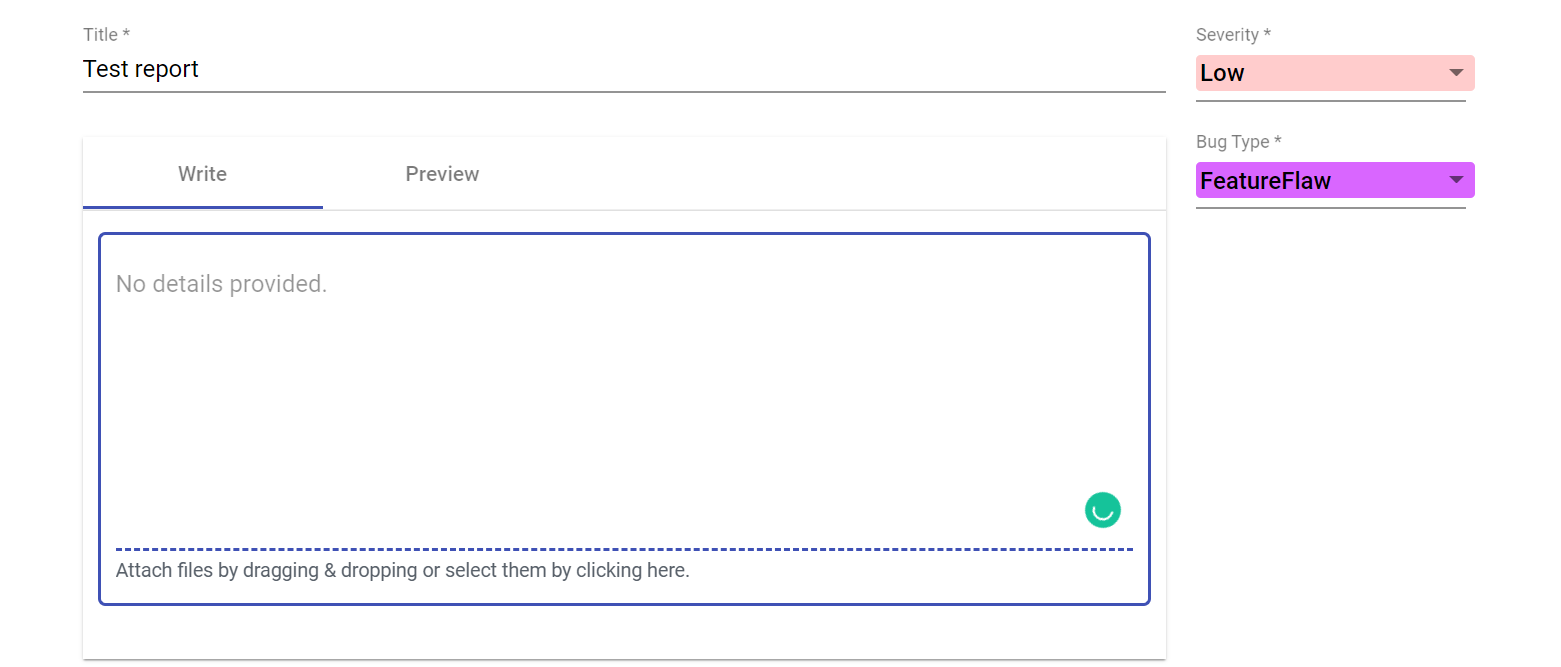 Title *
Test report
Severity *
Low
Bug Type *
FeatureFlaw
Write
Preview
No details provided.
Attach files by dragging & dropping or select them by clicking here.